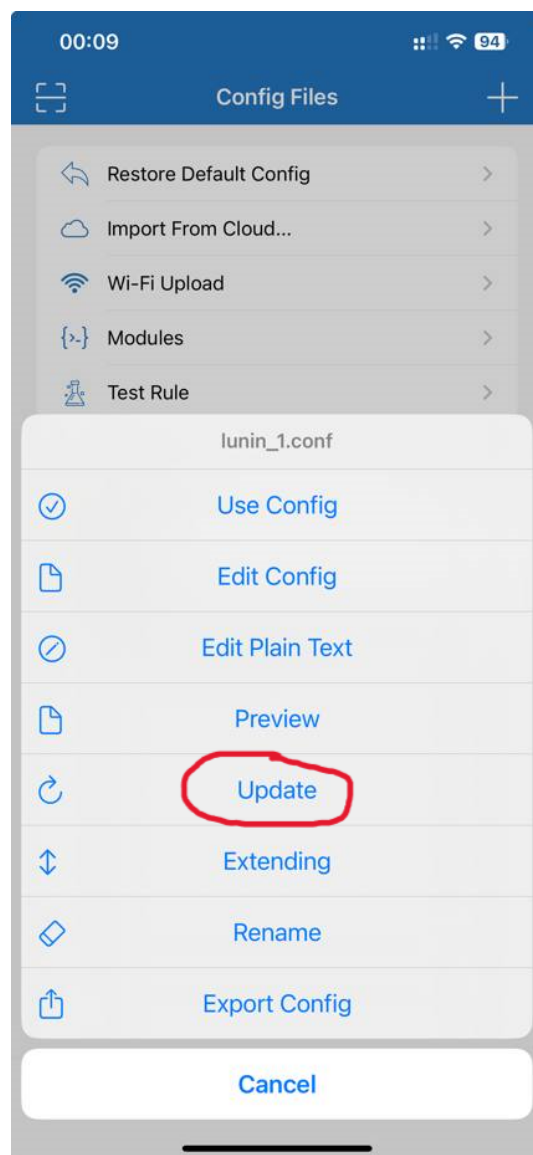 00:09
94
Config Files
Restore Default Config
Import From Cloud...
Wi-Fi Upload
Modules
Test Rule
lunin_1.conf
Use Config
Edit Config
Edit Plain Text
Preview
Update
Extending
Rename
Export Config
Cancel